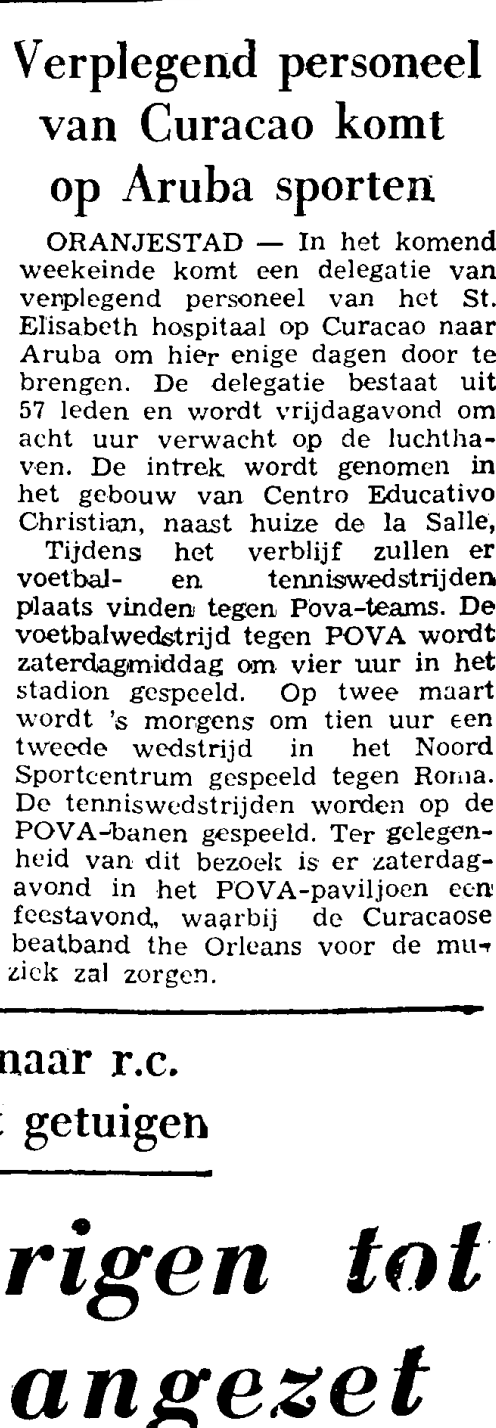 Verplegend personeel
van Curacao komt
op Aruba sporten
ORANJESTAD — In het komend
weekeinde komt een delegatie van
verplegend personeel van het St.
Elisabeth hospitaal op Curacao naar
Aruba om hier enige dagen door te
brengen. De delegatie bestaat uit
57 leden en wordt vrijdagavond om
acht uur verwacht op de luchtha-
ven. De intrek wordt genomen in
het gebouw van Centro Educativo
Christian, naast huize de la Salle,
Tijdens het verblijf zullen er
voetbal- en tenniswedstrijden
plaats vinden tegen Pova-teams. De
voetbalwedstrijd tegen POVA wordt
zaterdagmiddag om vier uur in het
stadion gespeeld. Op twee maart
wordt 's morgens om tien uur een
tweede wedstrijd in het Noord
Sportcentrum gespeeld tegen Roma.
De tenniswedstrijden worden op de
POVA-banen gespeeld. Ter gelegen-
heid van dit bezoek is er zaterdag-
avond in het POVA-paviljoen een
feestavond, waarbij de Curacaose
beatband the Orleans voor de mu-
ziek zal zorgen.
naar r.c.
t getuigen
rigen tot
angezet